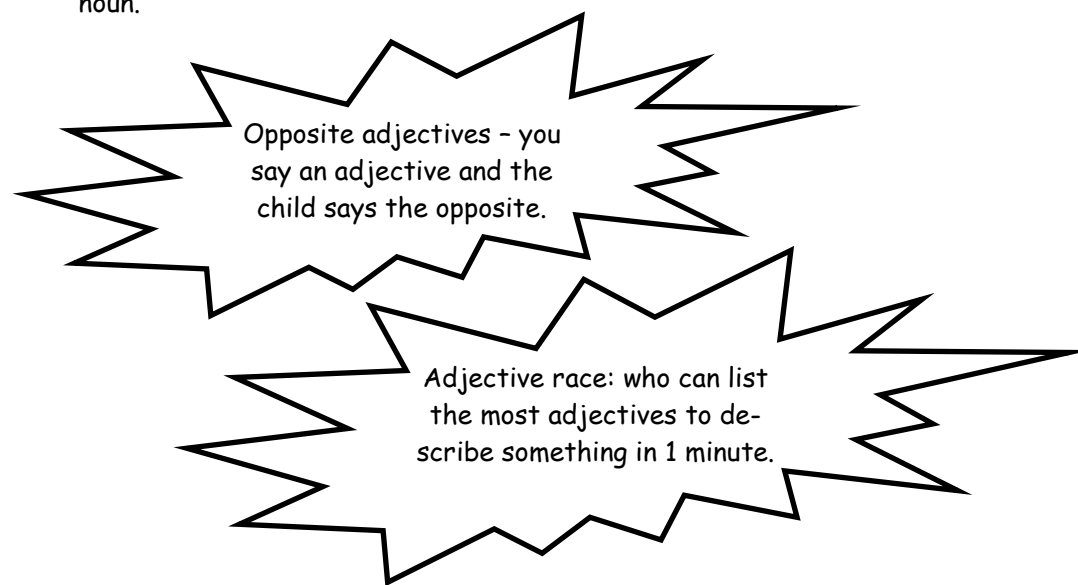 noun.
Opposite adjectives – you
say an adjective and the
child says the opposite.
Adjective race: who can list
the most adjectives to de-
scribe something in 1 minute.